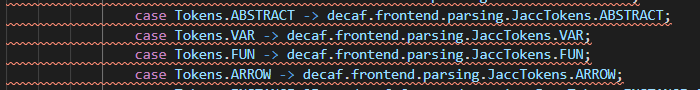 case Tokens.ABSTRACT -> decaf.frontend.parsing.JaccTokens.ABSTRACT;
case Tokens.VAR -> decaf.frontend.parsing.JaccTokens.VAR;
case Tokens.FUN -> decaf.frontend.parsing.JaccTokens.FUN;
case Tokens.ARROW -> decaf.frontend.parsing.JaccTokens.ARROW;